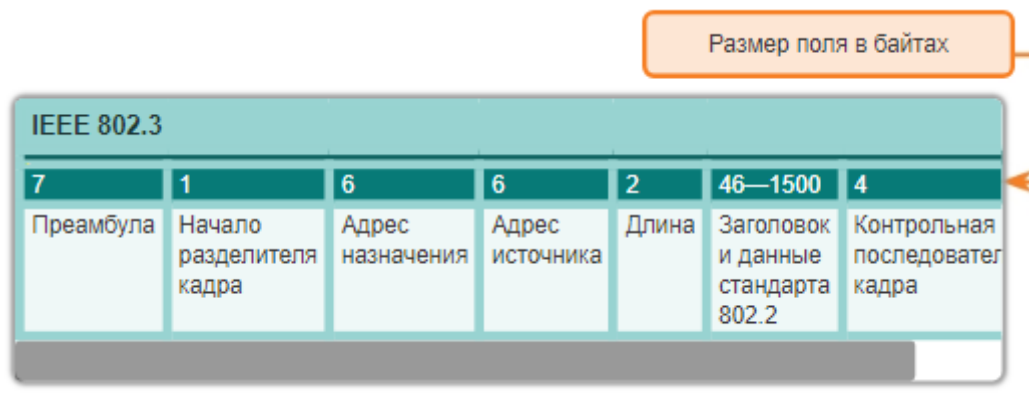 Размер поля в байтах
IEEE 802.3
7 1 6 6 2 46—1500 4
Преамбула Начало Адрес Адрес Длина Заголовок Контрольная
разделителя назначения источника и данные последовател
кадра стандарта кадра
802.2